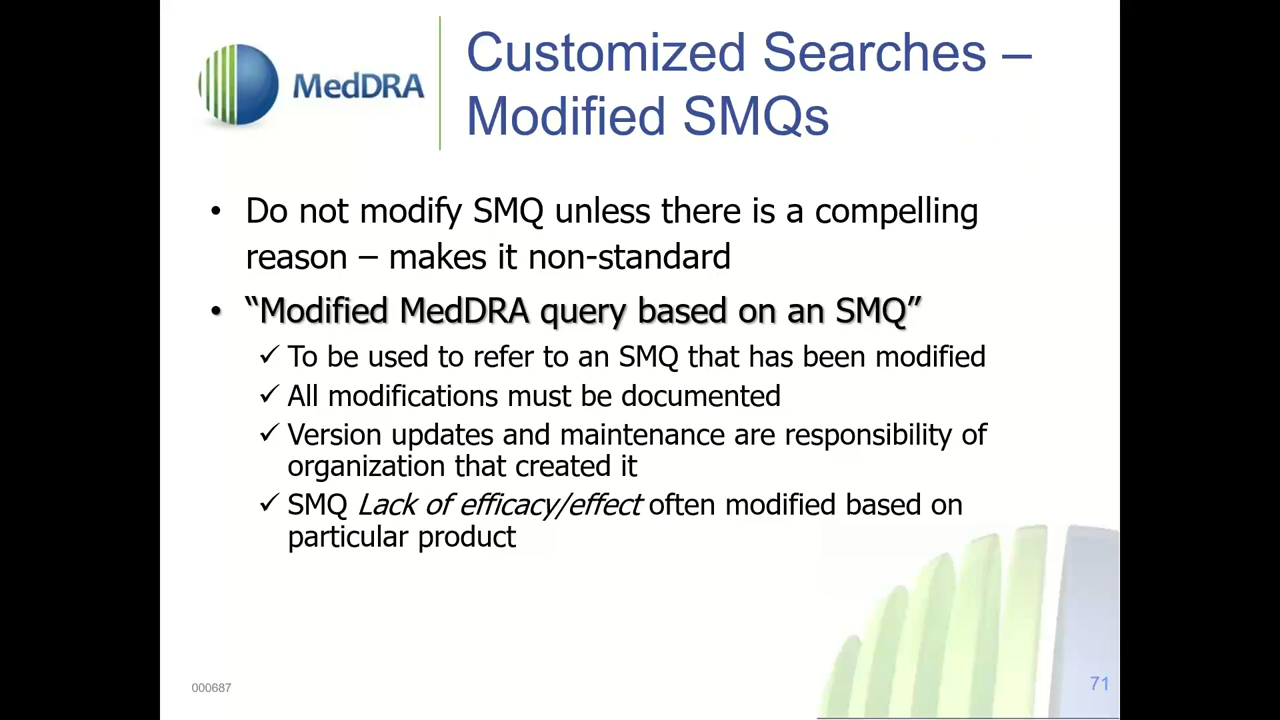 MedDRA
Customized Searches –
Modified SMQs
• Do not modify SMQ unless there is a compelling
reason – makes it non-standard
• “Modified MedDRA query based on an SMQ”
✓ To be used to refer to an SMQ that has been modified
✓ All modifications must be documented
✓ Version updates and maintenance are responsibility of
organization that created it
✓ SMQ Lack of efficacy/effect often modified based on
particular product
000687
71